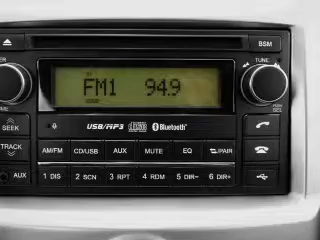 BSM
TUNE
FM1 94.9
SEEK
USB/MP3 Bluetooth
TRACK
AM/FM CD/USB AUX MUTE EQ /PAIR
AUX 1 DIS 2 SCN 3 RPT 4 RDM 5 DIR- 6 DIR+